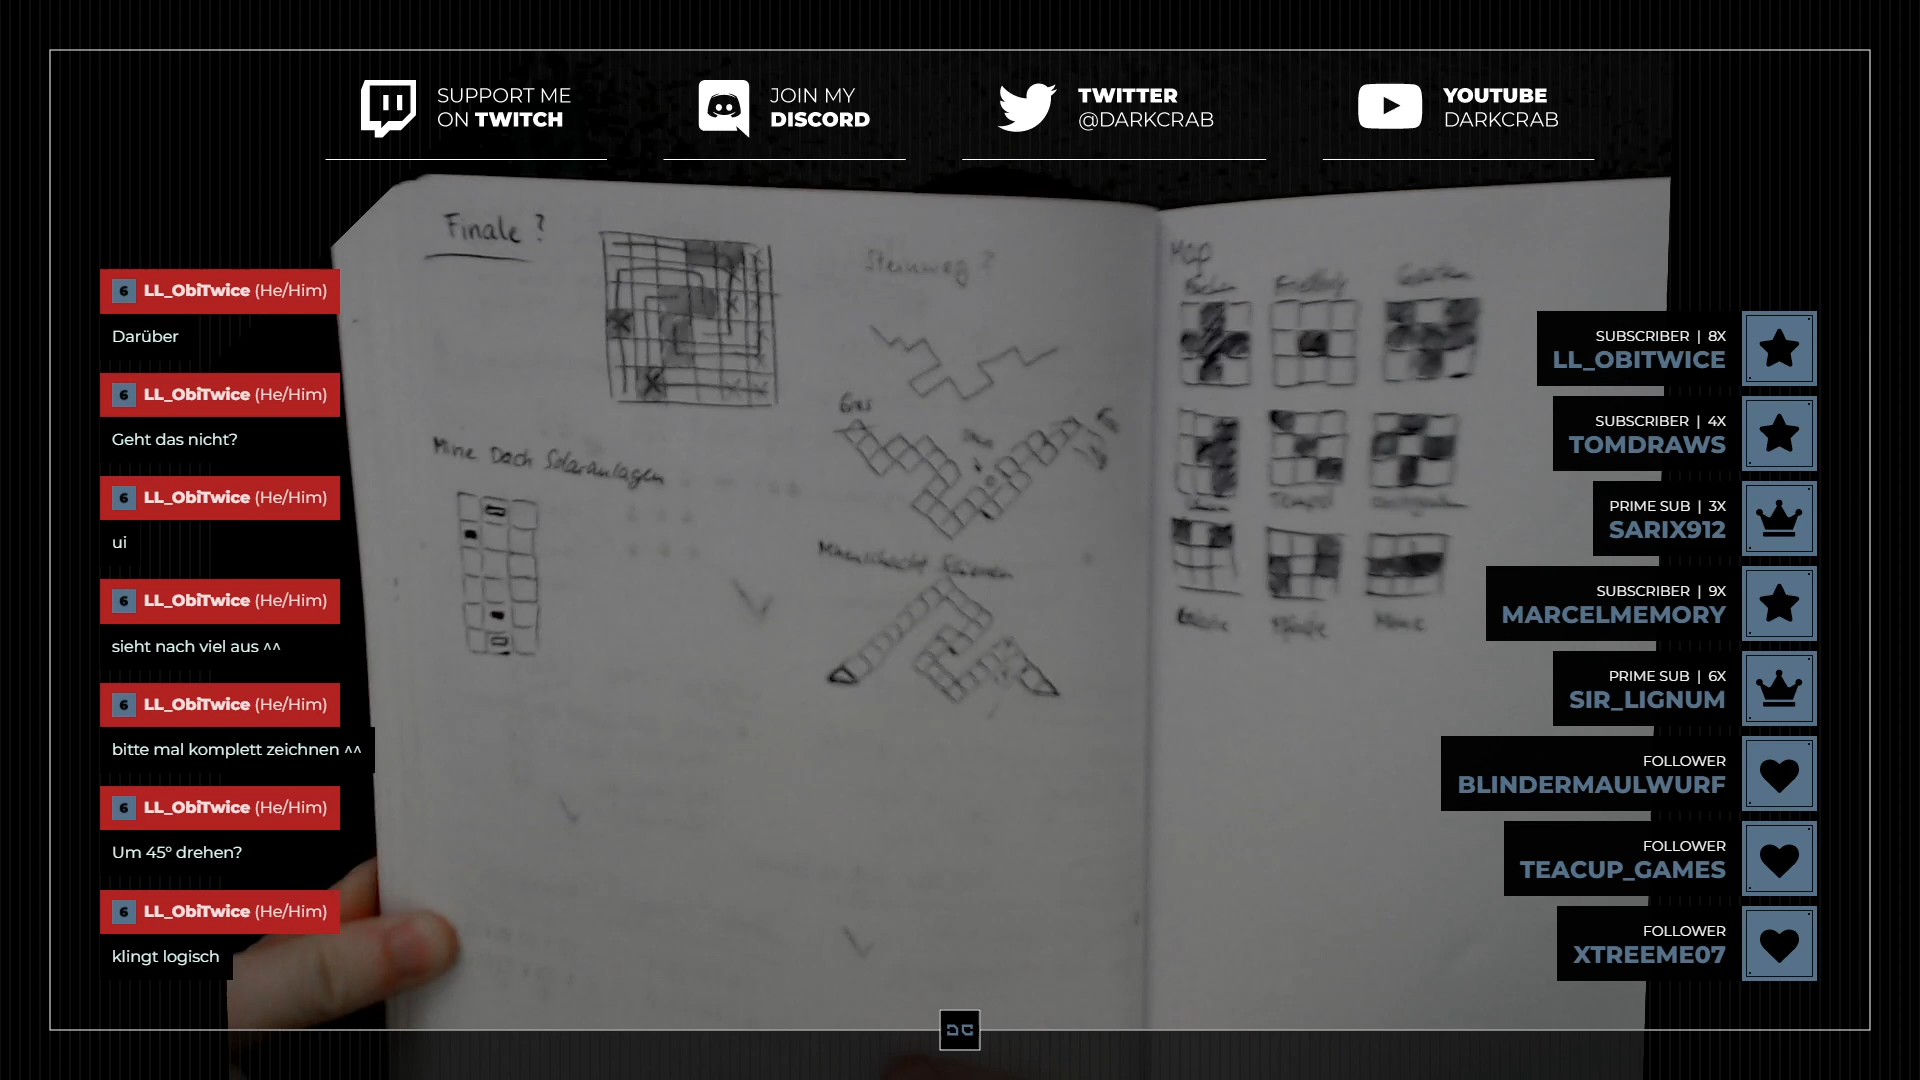 SUPPORT ME
ON TWITCH
JOIN MY
DISCORD
TWITTER
@DARKCRAB
YOUTUBE
DARKCRAB
6 LL_ObiTwice (He/Him)
Darüber
6 LL_ObiTwice (He/Him)
Geht das nicht?
6 LL_ObiTwice (He/Him)
ui
6 LL_ObiTwice (He/Him)
sieht nach viel aus ^^
6 LL_ObiTwice (He/Him)
bitte mal komplett zeichnen ^^
6 LL_ObiTwice (He/Him)
Um 45° drehen?
6 LL_ObiTwice (He/Him)
klingt logisch
Finale?
Steinweg?
Gras
Mine Dach Solaranlagen
Map
SUBSCRIBER | 8X
LL_OBITWICE
SUBSCRIBER | 4X
TOMDRAWS
PRIME SUB | 3X
SARIX912
SUBSCRIBER | 9X
MARCELMEMORY
PRIME SUB | 6X
SIR_LIGNUM
FOLLOWER
BLINDERMAULWURF
FOLLOWER
TEACUP_GAMES
FOLLOWER
XTREEME07
DC